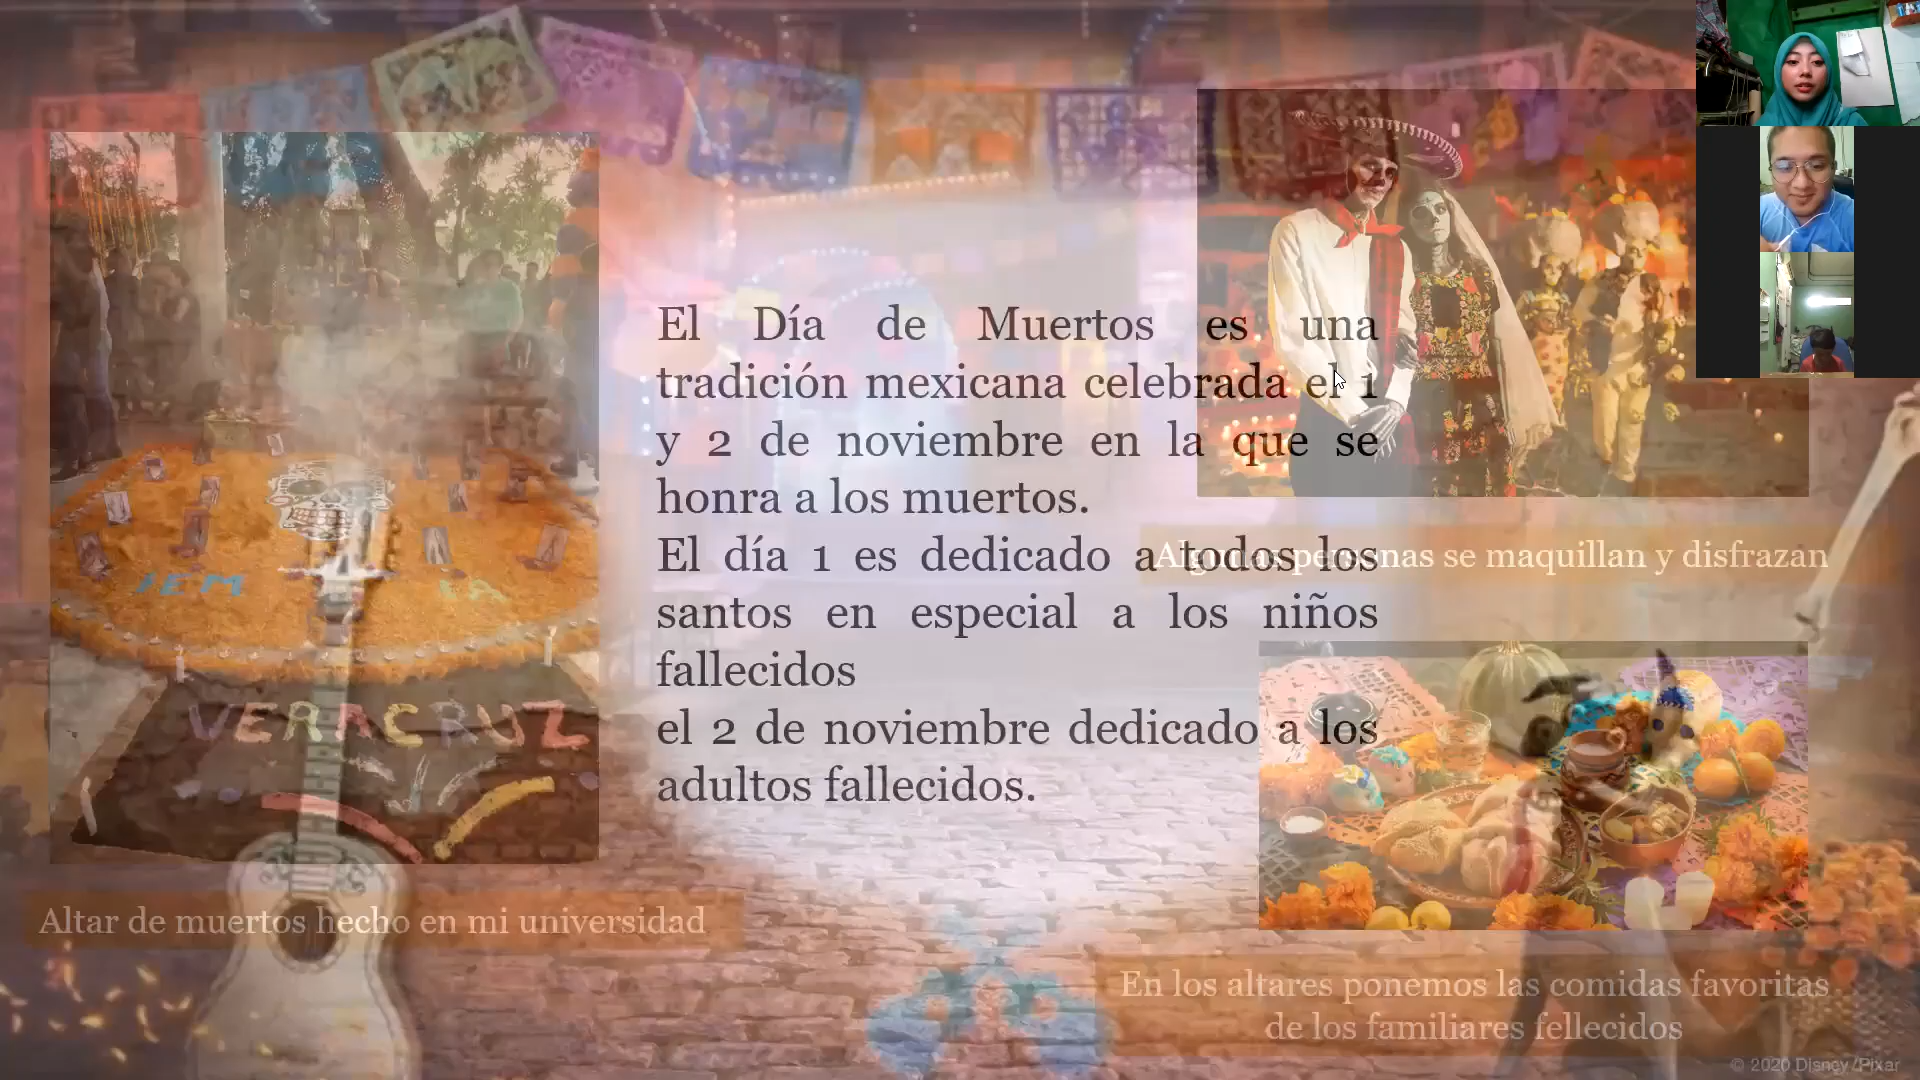 El Día de Muertos es una
tradición mexicana celebrada el 1
y 2 de noviembre en la que se
honra a los muertos.
El día 1 es dedicado a todos los
santos en especial a los niños
fallecidos
el 2 de noviembre dedicado a los
adultos fallecidos.
Algunas personas se maquillan y disfrazan
VERACRUZ
Altar de muertos hecho en mi universidad
En los altares ponemos las comidas favoritas
de los familiares fellecidos
© 2020 Disney/Pixar